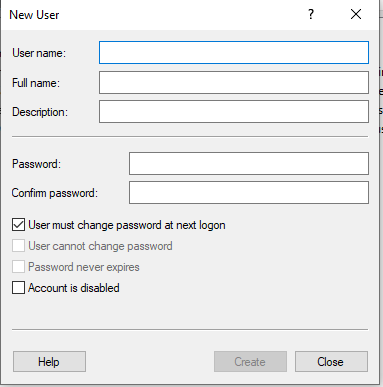 New User
?
User name:
Full name:
Description:
Password:
Confirm password:
User must change password at next logon
User cannot change password
Password never expires
Account is disabled
Help
Create
Close